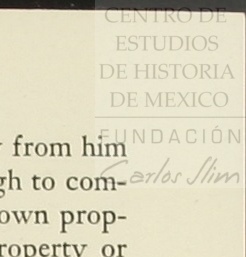 CENTRO DE
ESTUDIOS
DE HISTORIA
DE MEXICO
FUNDACIÓN
Carlos Slim
from him
gh to com-
own prop-
roperty or